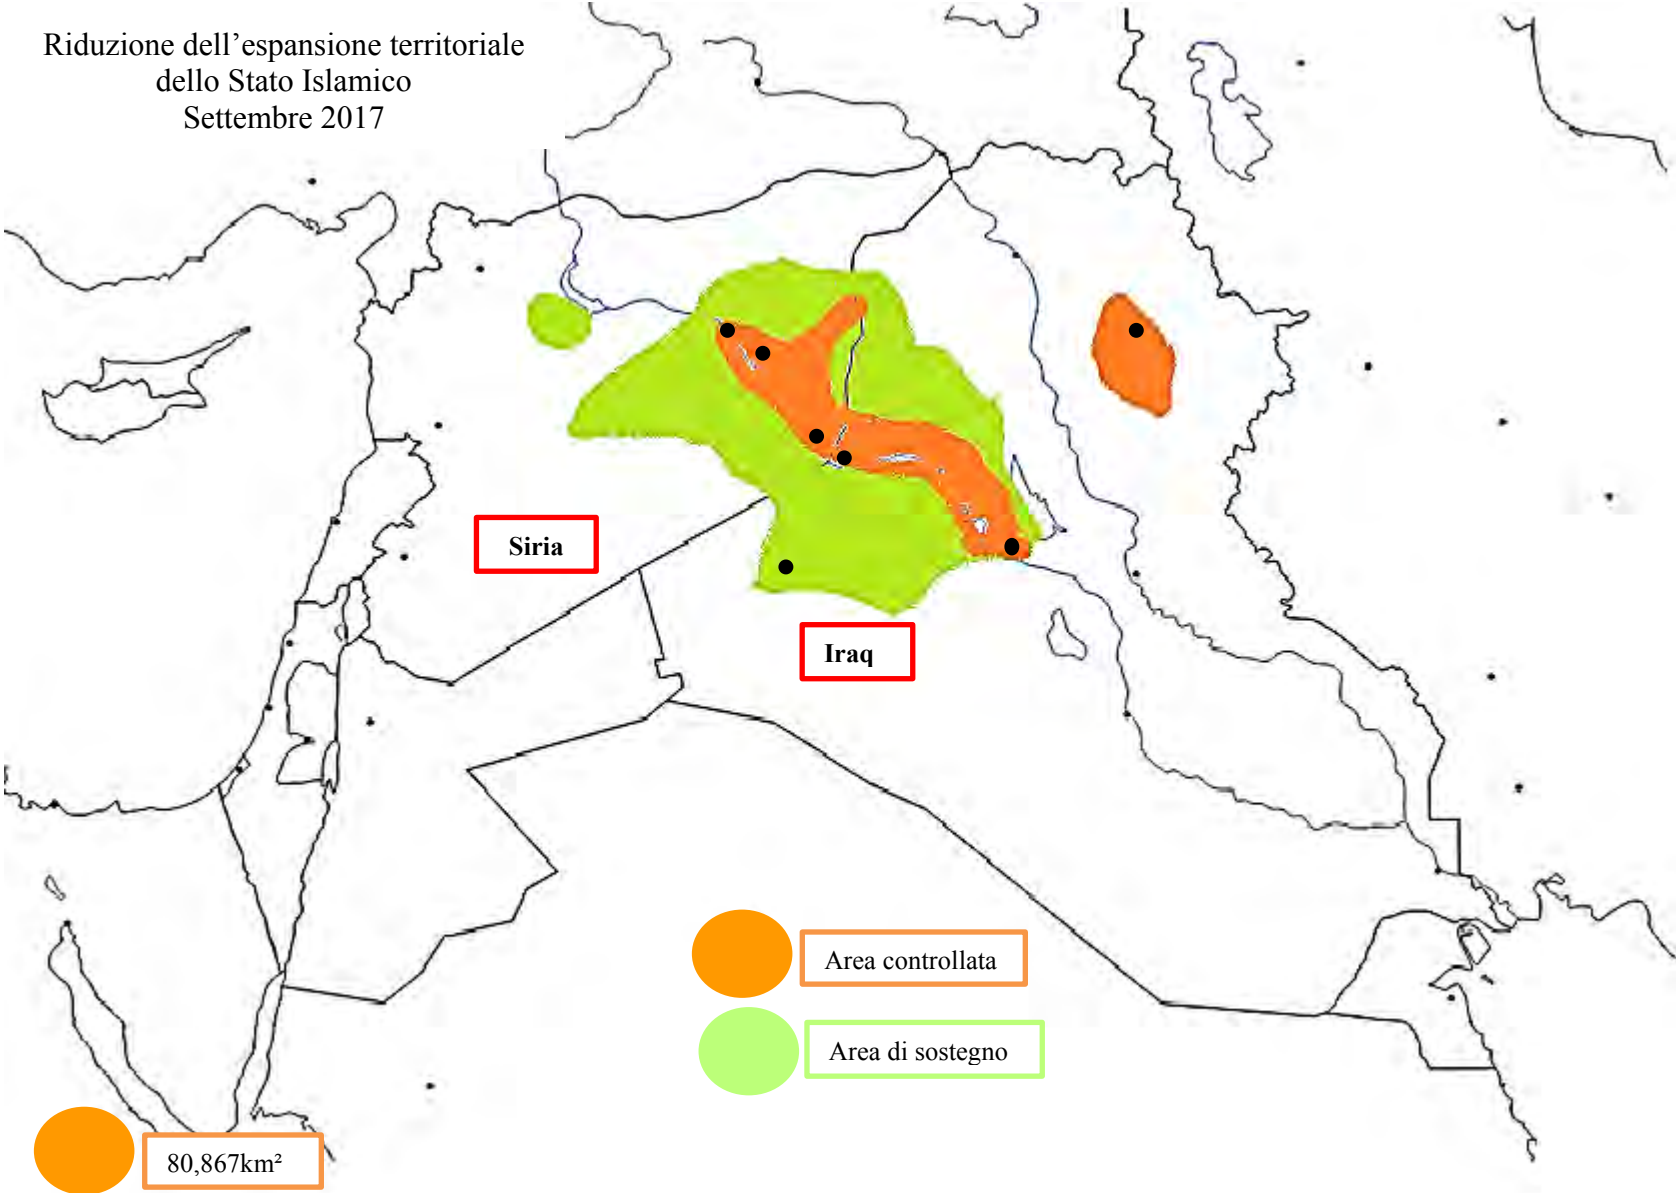 Riduzione dell’espansione territoriale
dello Stato Islamico
Settembre 2017
Siria
Iraq
Area controllata
Area di sostegno
80,867km²